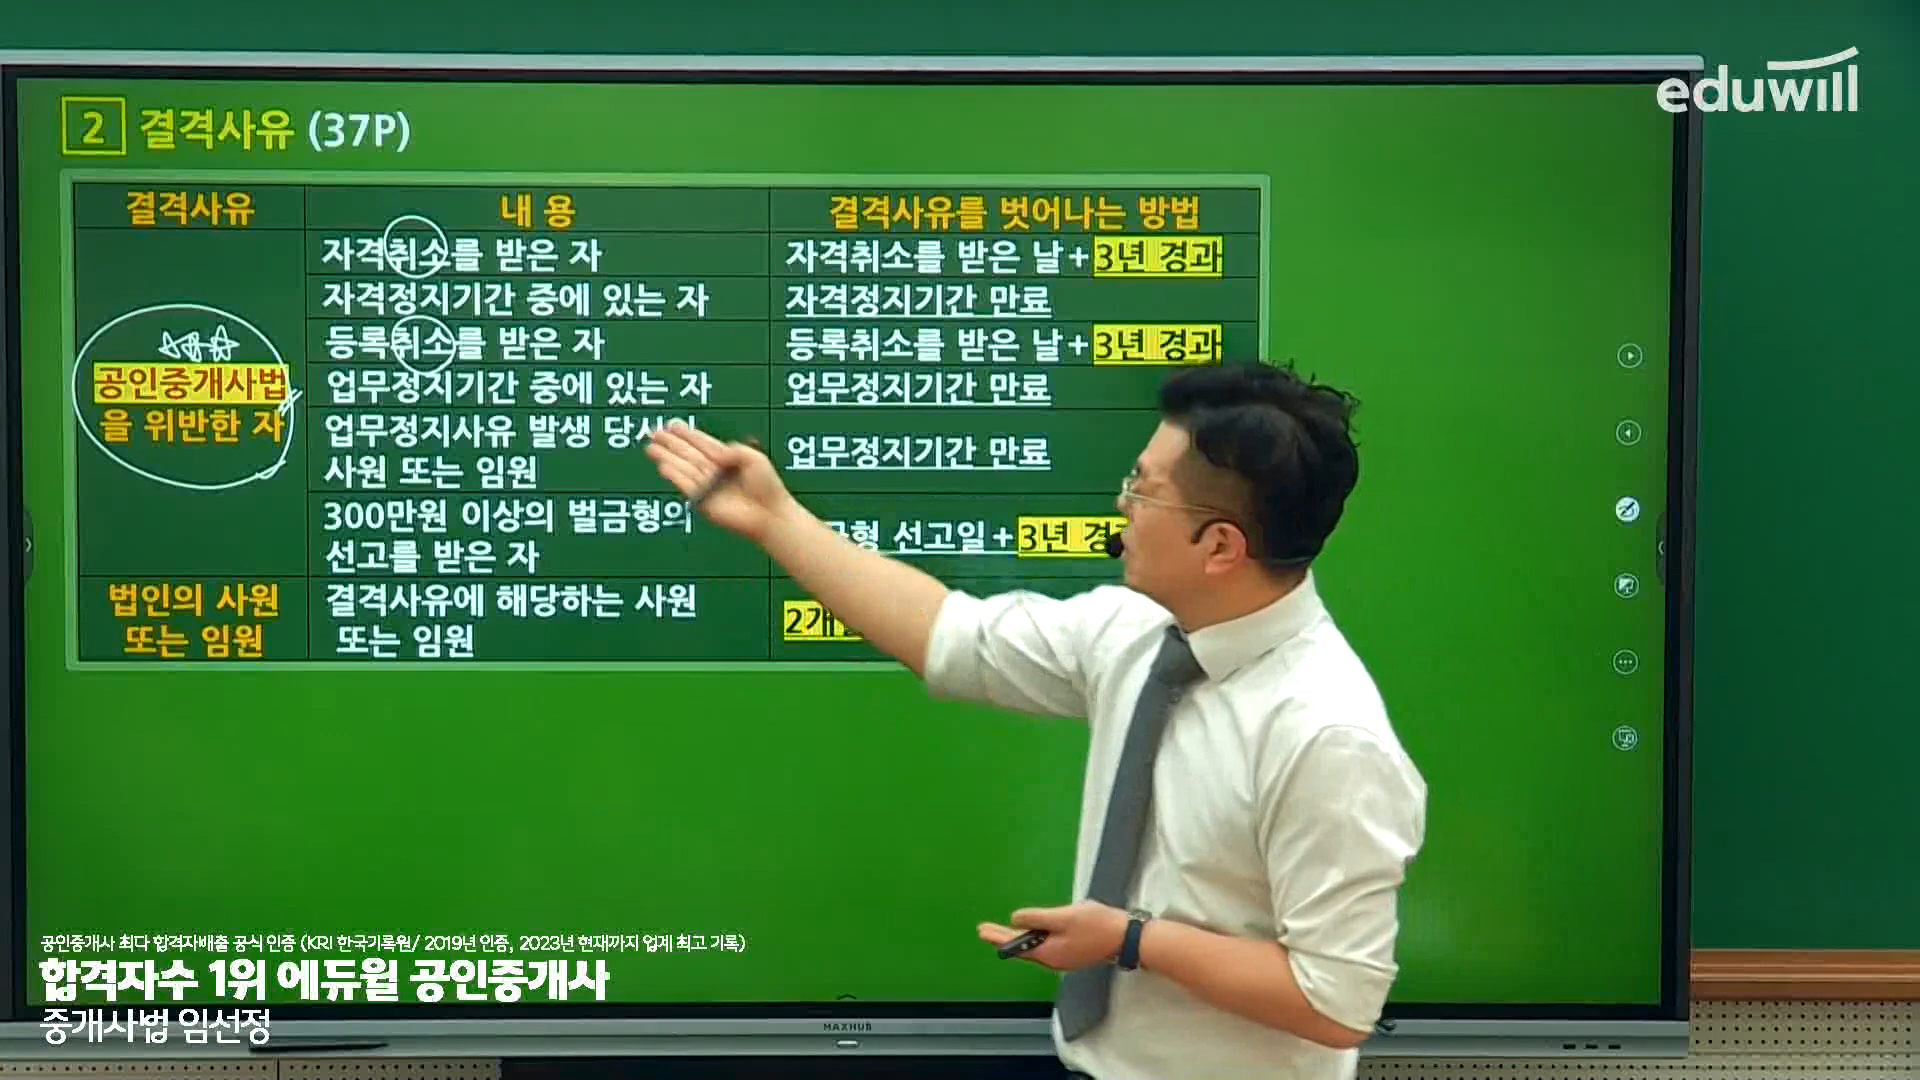 eduwill
2 결격사유 (37P)
결격사유
내 용
결격사유를 벗어나는 방법
공인중개사법
을 위반한 자
자격취소를 받은 자
자격취소를 받은 날+3년 경과
자격정지기간 중에 있는 자
자격정지기간 만료
등록취소를 받은 자
등록취소를 받은 날+3년 경과
업무정지기간 중에 있는 자
업무정지기간 만료
업무정지사유 발생
사원 또는 임원
업무정지기간 만료
300만원 이상의 벌금형의
선고를 받은 자
선고일+3년
법인의 사원
또는 임원
결격사유에 해당하는 사원
또는 임원
공인중개사 최다 합격자배출 공식 인증 (KRI 한국기록원/ 2019년 인증, 2023년 현재까지 업계 최고 기록)
합격자수 1위 에듀윌 공인중개사
중개사법 임선정
MAXHUB